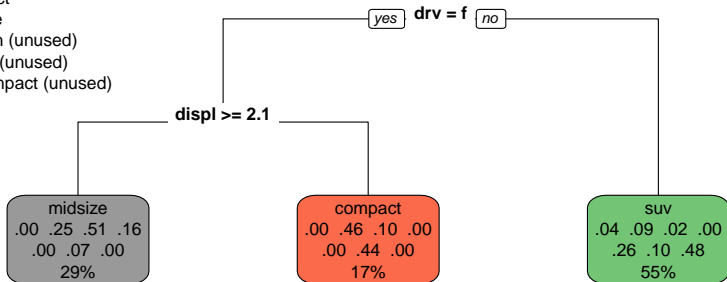 (unused)
(unused)
(unused)
yes drv = f no
displ >= 2.1
midsize
.00 .25 .51 .16
.00 .07 .00
29%
compact
.00 .46 .10 .00
.00 .44 .00
17%
suv
.04 .09 .02 .00
.26 .10 .48
55%